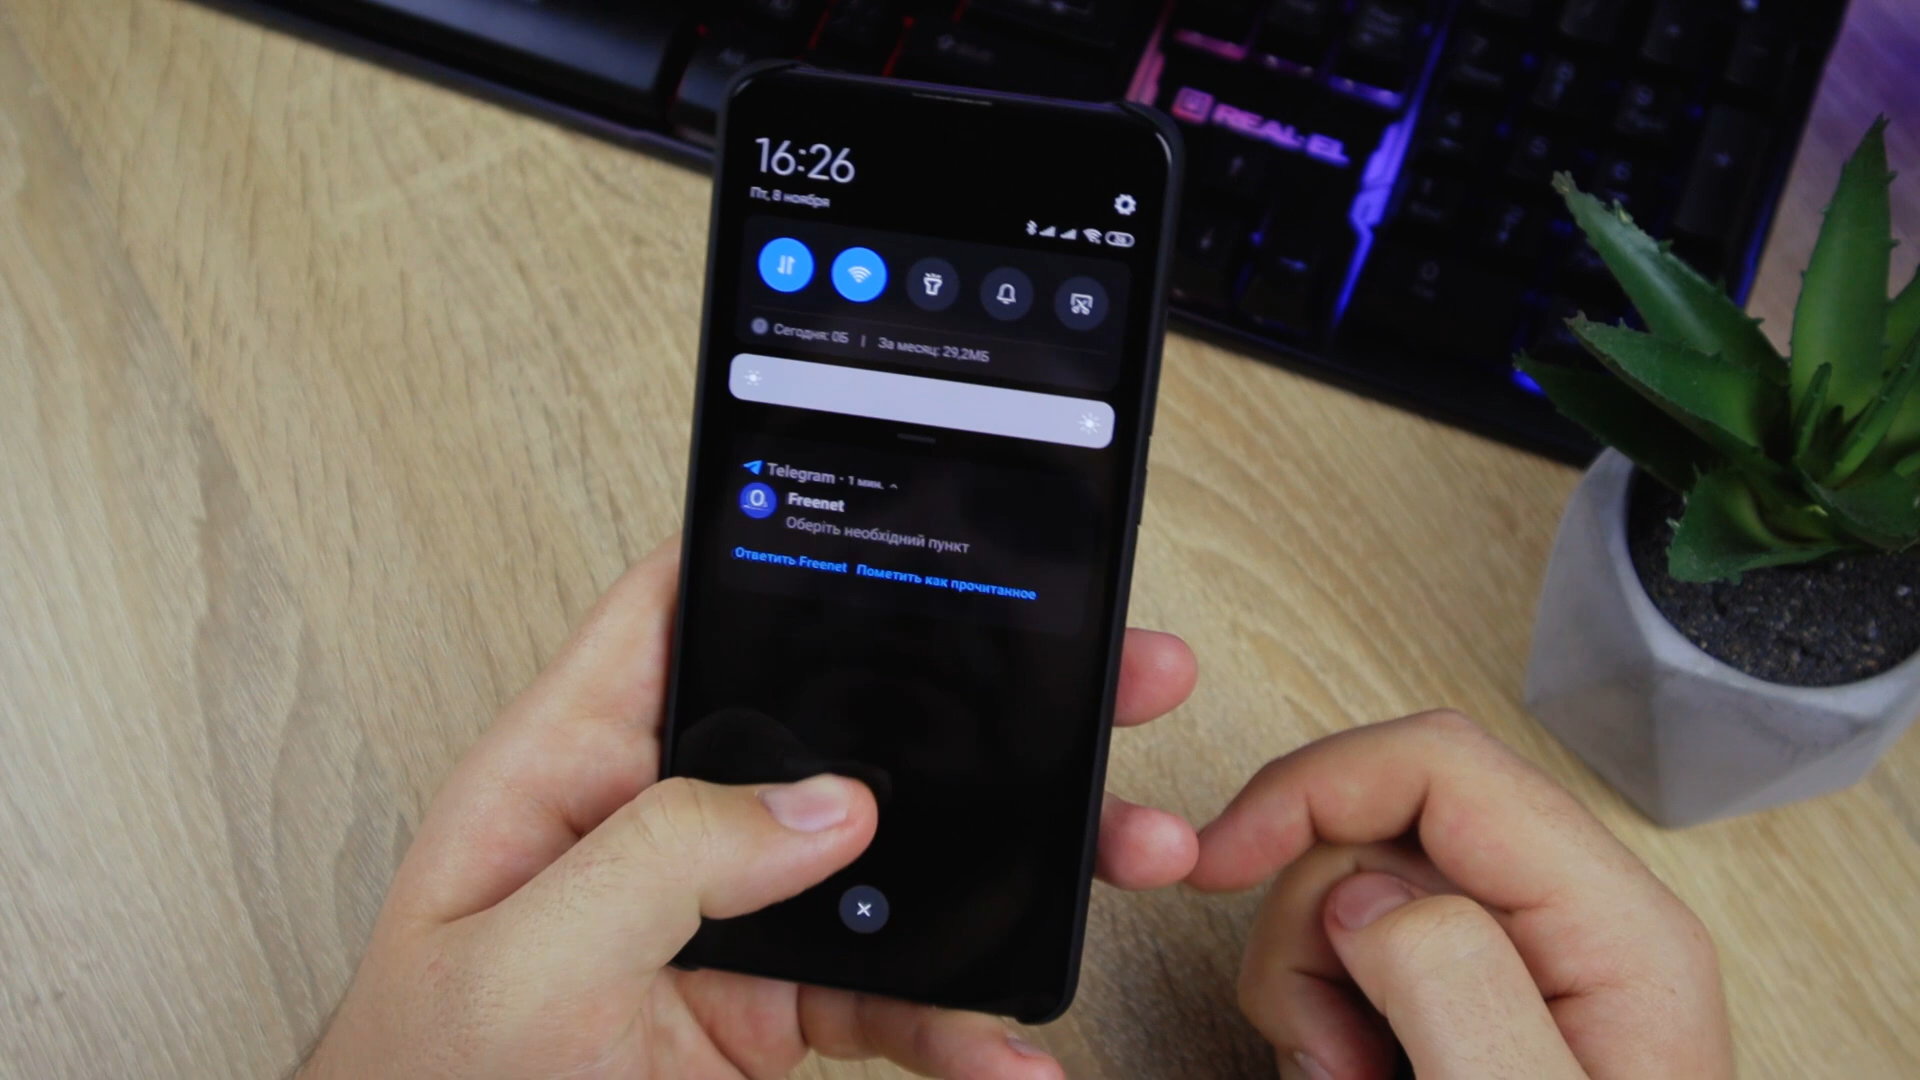 REAL-EL
16:26
Пт, 8 ноября
Сегодня: 0Б | За месяц: 29,2МБ
Telegram · 1 мин.
Freenet
Оберіть необхідний пункт
Ответить Freenet Пометить как прочитанное